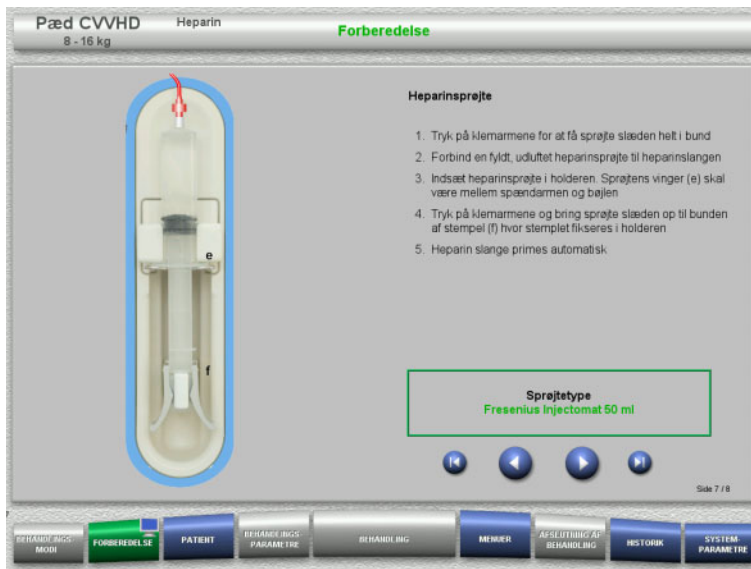 Pæd CVVHD
Heparin
8 - 16 kg
Forberedelse
Heparinsprøjte
1. Tryk på klemarmene for at få sprøjte slæden helt i bund
2. Forbind en fyldt, udluftet heparinsprøjte til heparinslangen
3. Indsæt heparinsprøjte i holderen. Sprøjtens vinger (e) skal
være mellem spændarmen og bøjlen
4. Tryk på klemarmene og bring sprøjte slæden op til bunden
af stempel (f) hvor stemplet fikseres i holderen
5. Heparin slange primes automatisk
e
f
Sprøjtetype
Fresenius Injectomat 50 ml
Side 7 / 8
BEHANDLINGS-
MODI
FORBEREDELSE
PATIENT
BEHANDLINGS-
PARAMETRE
BEHANDLING
MENUER
AFSLUTNING AF
BEHANDLING
HISTORIK
SYSTEM-
PARAMETRE